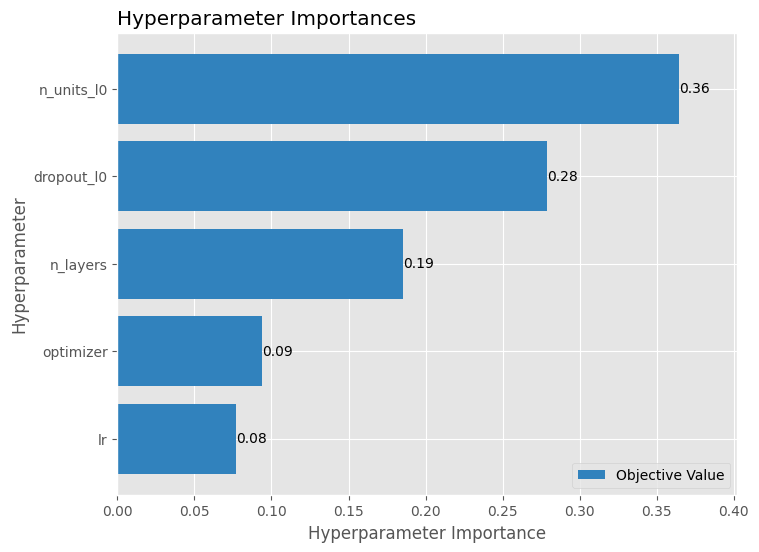 Hyperparameter Importances
Hyperparameter
n_units_l0
0.36
dropout_l0
0.28
n_layers
0.19
optimizer
0.09
lr
0.08
Objective Value
0.00 0.05 0.10 0.15 0.20 0.25 0.30 0.35 0.40
Hyperparameter Importance